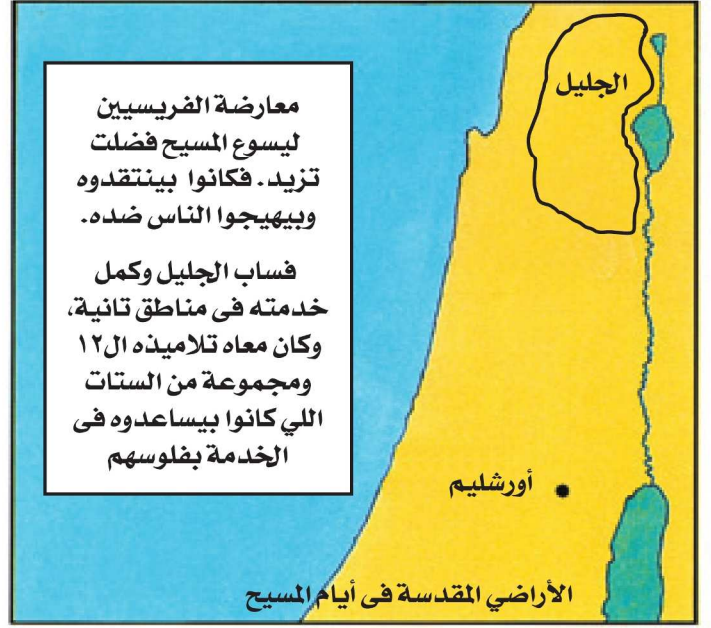 معارضة الفريسيين
ليسوع المسيح فضلت
تزيد. فكانوا بينتقدوه
وبيهيجوا الناس ضده.
فساب الجليل وكمل
خدمته فى مناطق تانية،
وكان معاه تلاميذه ال١٢
ومجموعة من الستات
اللي كانوا بيساعدوه فى
الخدمة بفلوسهم
الجليل
أورشليم
الأراضي المقدسة فى أيام المسيح